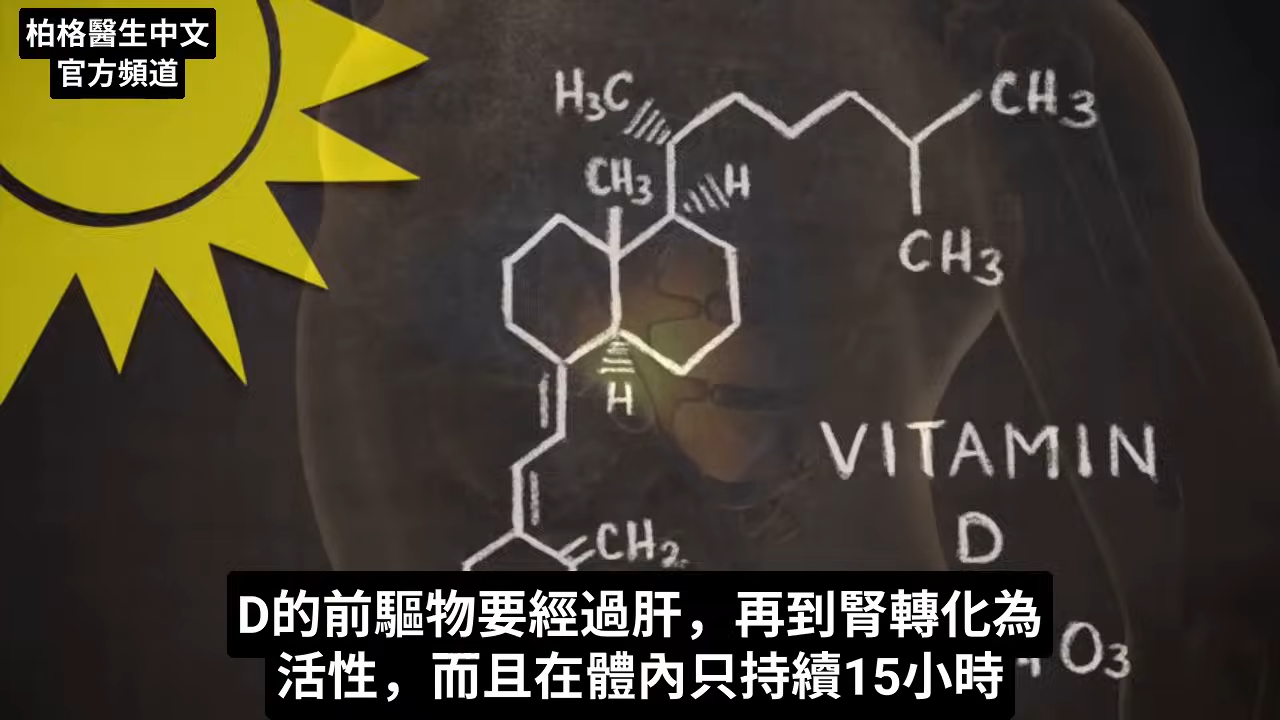 柏格醫生中文
官方頻道
H₃C
CH₃
CH₃
H
CH₃
H
VITAMIN
D
CH₂
O₃
D的前驅物要經過肝，再到腎轉化為
活性，而且在體內只持續15小時